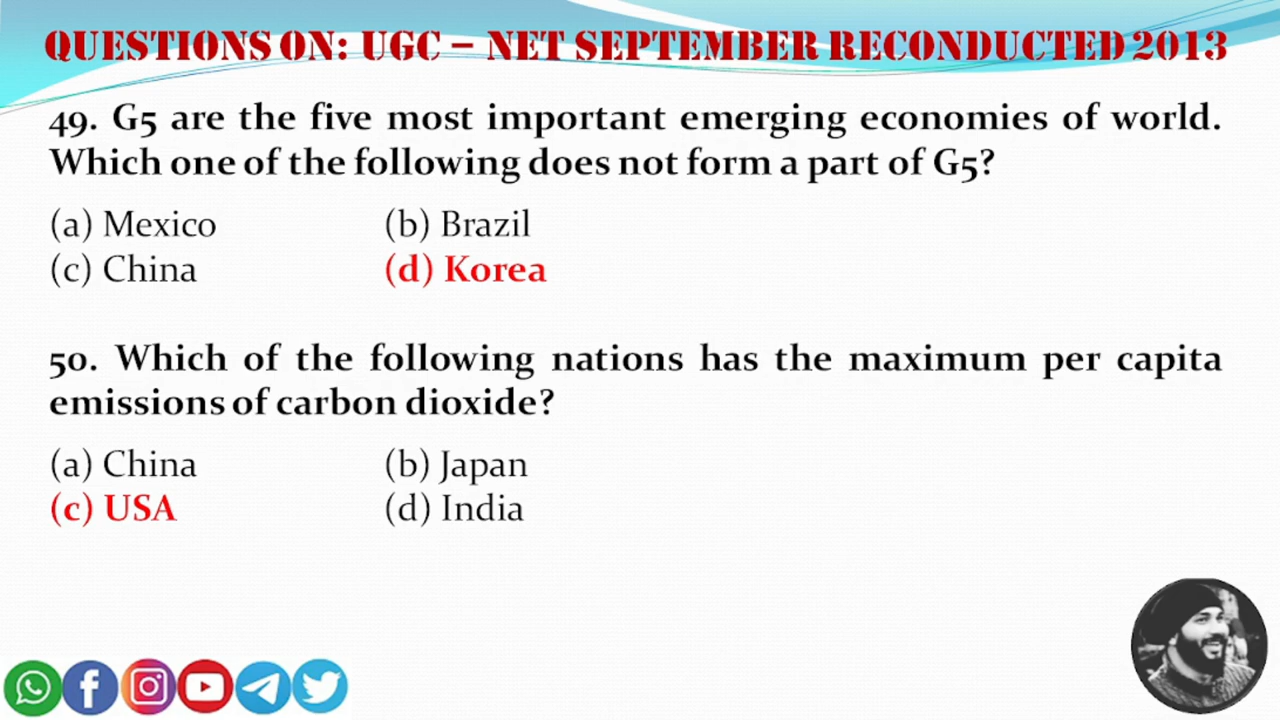 QUESTIONS ON: UGC – NET SEPTEMBER RECONDUCTED 2013
49. G5 are the five most important emerging economies of world.
Which one of the following does not form a part of G5?
(a) Mexico (b) Brazil
(c) China (d) Korea
50. Which of the following nations has the maximum per capita
emissions of carbon dioxide?
(a) China (b) Japan
(c) USA (d) India